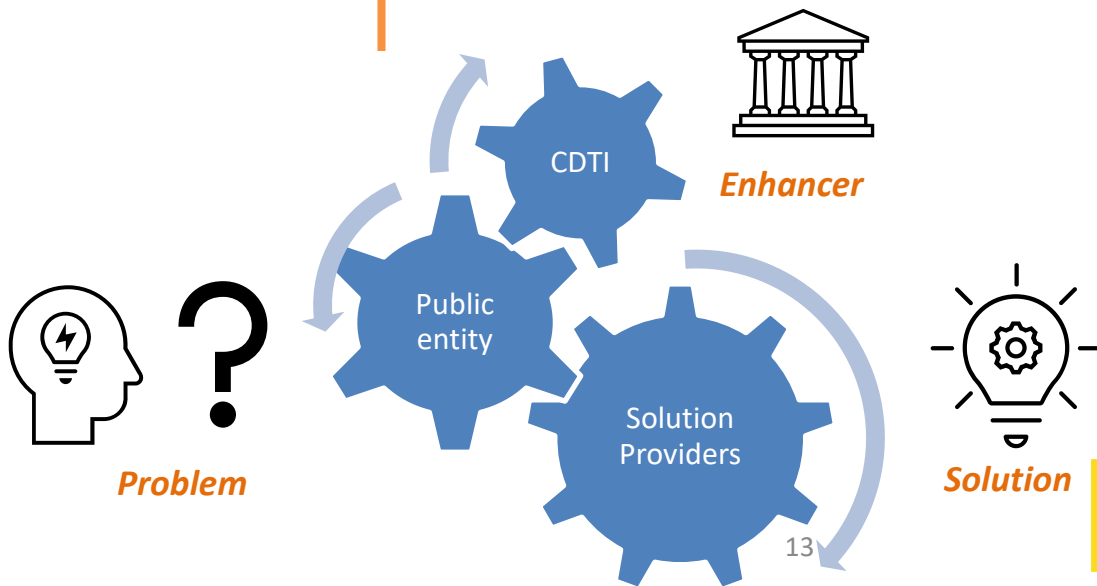 CDTI
Enhancer
Public
entity
Solution
Providers
Problem
Solution
13